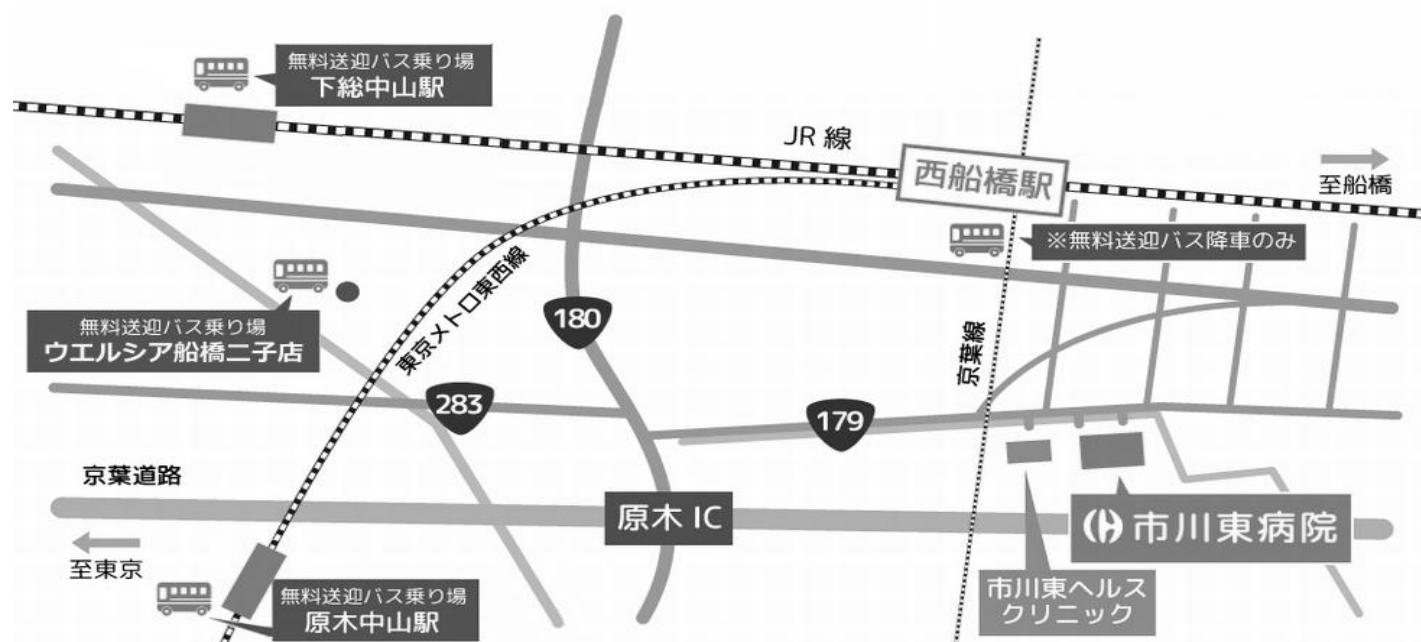 無料送迎バス乗り場
下総中山駅
JR 線
西船橋駅
至船橋
※無料送迎バス降車のみ
無料送迎バス乗り場
ウエルシア船橋二子店
東京メトロ東西線
180
京葉線
283
179
京葉道路
原木 IC
市川東病院
至東京
市川東ヘルス
クリニック
無料送迎バス乗り場
原木中山駅